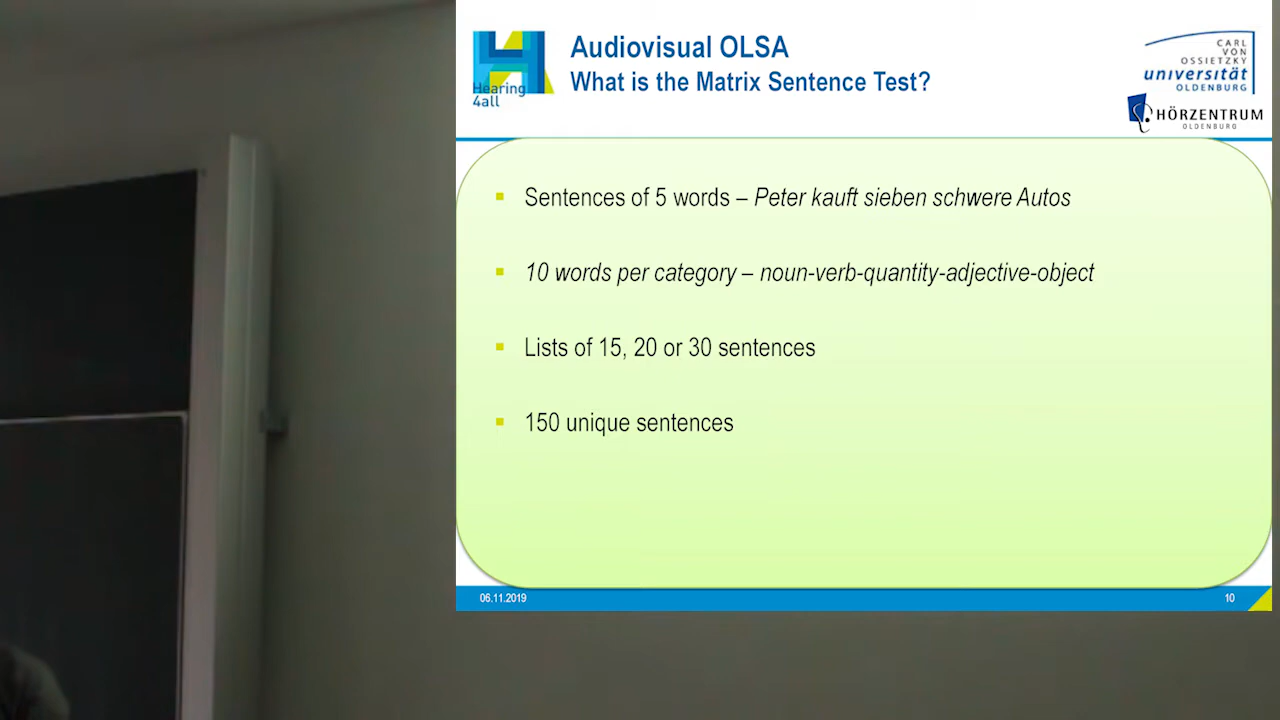 Audiovisual OLSA
What is the Matrix Sentence Test?
Hearing
4all
CARL
VON
OSSIETZKY
universität
OLDENBURG
HÖRZENTRUM
OLDENBURG
Sentences of 5 words – Peter kauft sieben schwere Autos
10 words per category – noun-verb-quantity-adjective-object
Lists of 15, 20 or 30 sentences
150 unique sentences
06.11.2019
10